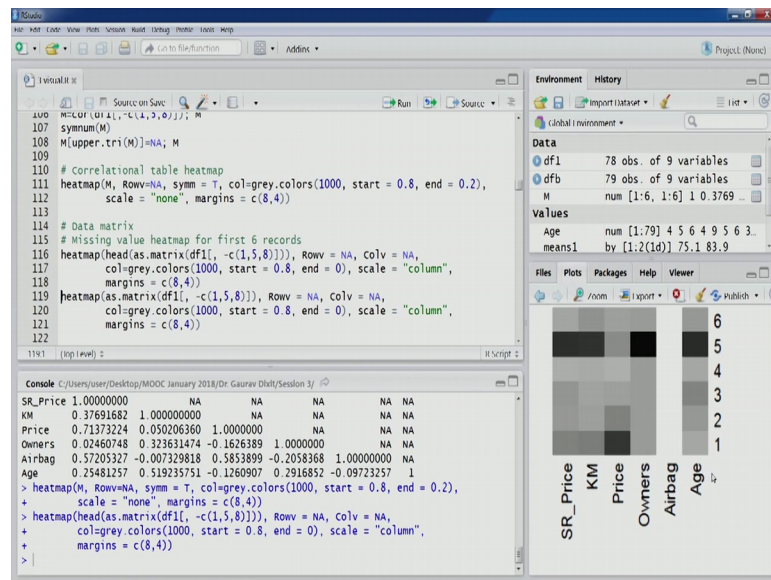 RStudio
File Edit Code View Plots Session Build Debug Profile Tools Help
Go to file/function
Addins
Project: (None)
1 visual.R
Source on Save
Run
Source
106 M=cor(df1[,-c(1,5,8)]); M
107 symnum(M)
108 M[upper.tri(M)]=NA; M
109
110 # Correlational table heatmap
111 heatmap(M, Rowv=NA, symm = T, col=grey.colors(1000, start = 0.8, end = 0.2),
112 scale = "none", margins = c(8,4))
113
114 # Data matrix
115 # Missing value heatmap for first 6 records
116 heatmap(head(as.matrix(df1[, -c(1,5,8)])), Rowv = NA, Colv = NA,
117 col=grey.colors(1000, start = 0.8, end = 0), scale = "column",
118 margins = c(8,4))
119 heatmap(as.matrix(df1[, -c(1,5,8)]), Rowv = NA, Colv = NA,
120 col=grey.colors(1000, start = 0.8, end = 0), scale = "column",
121 margins = c(8,4))
122
119:1 (Top Level) R Script
Console C:/Users/user/Desktop/MOOC January 2018/Dr. Gaurav Dixit/Session 3/
SR_Price 1.00000000 NA NA NA NA NA
KM 0.37691682 1.000000000 NA NA NA NA
Price 0.71373224 0.050206360 1.0000000 NA NA NA
Owners 0.02460748 0.323631474 -0.1626389 1.0000000 NA NA
Airbag 0.57205327 -0.007329818 0.5853899 -0.2058368 1.00000000 NA
Age 0.25481257 0.519235751 -0.1260907 0.2916852 -0.09723257 1
> heatmap(M, Rowv=NA, symm = T, col=grey.colors(1000, start = 0.8, end = 0.2),
+ scale = "none", margins = c(8,4))
> heatmap(head(as.matrix(df1[, -c(1,5,8)])), Rowv = NA, Colv = NA,
+ col=grey.colors(1000, start = 0.8, end = 0), scale = "column",
+ margins = c(8,4))
>
Environment History
Import Dataset
List
Global Environment
Data
df1 78 obs. of 9 variables
dfb 79 obs. of 9 variables
M num [1:6, 1:6] 1 0.3769 ...
Values
Age num [1:79] 4 5 6 4 9 5 6 3...
means1 by [1:2(1d)] 75.1 83.9
Files Plots Packages Help Viewer
Zoom Export Publish
6
5
4
3
2
1
SR_Price
KM
Price
Owners
Airbag
Age